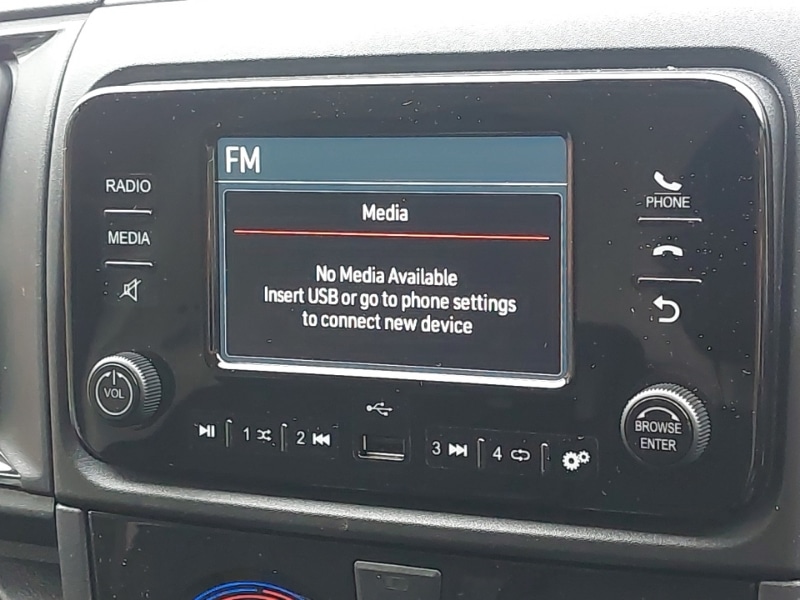 FM
RADIO
MEDIA
Media
No Media Available
Insert USB or go to phone settings
to connect new device
PHONE
VOL
BROWSE
ENTER
1
2
3
4